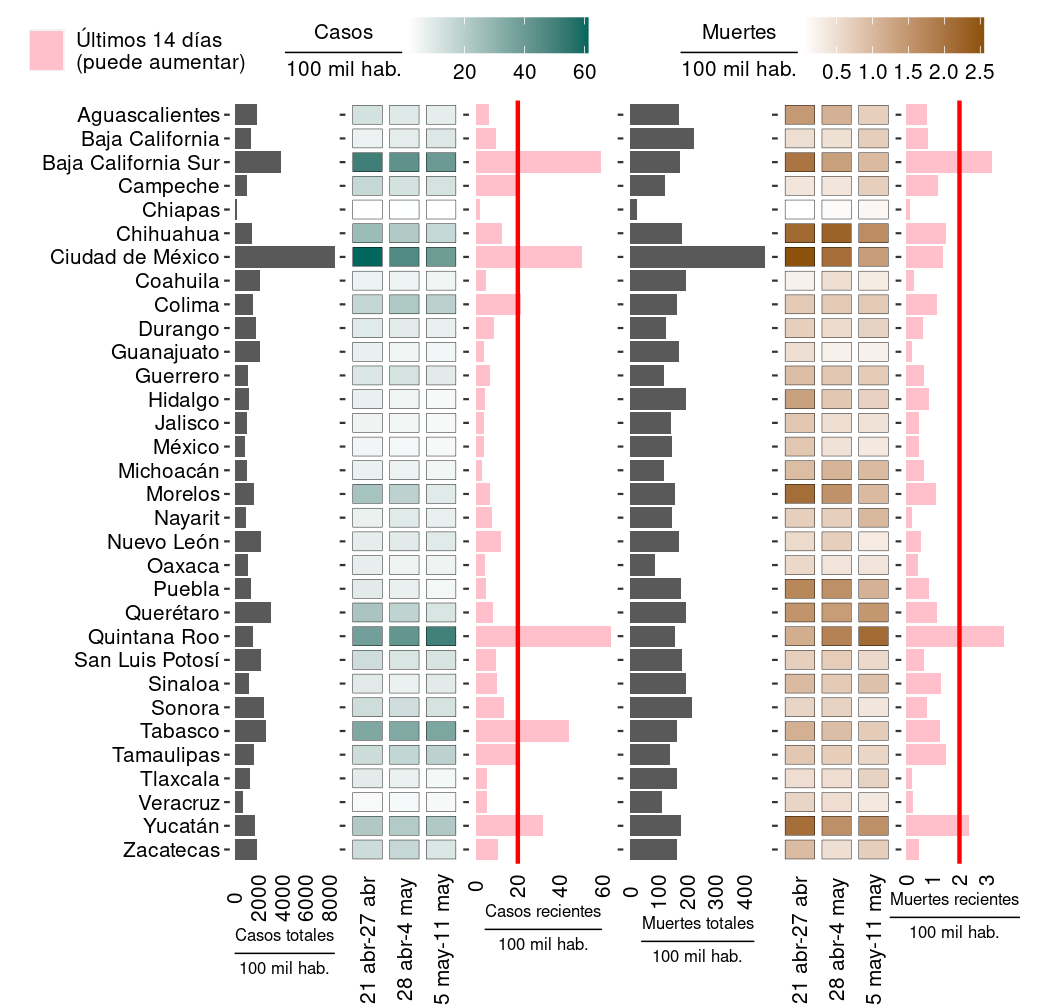 Últimos 14 días
(puede aumentar)
Casos
100 mil hab.
20 40 60
Muertes
100 mil hab.
0.5 1.0 1.5 2.0 2.5
Aguascalientes
Baja California
Baja California Sur
Campeche
Chiapas
Chihuahua
Ciudad de México
Coahuila
Colima
Durango
Guanajuato
Guerrero
Hidalgo
Jalisco
México
Michoacán
Morelos
Nayarit
Nuevo León
Oaxaca
Puebla
Querétaro
Quintana Roo
San Luis Potosí
Sinaloa
Sonora
Tabasco
Tamaulipas
Tlaxcala
Veracruz
Yucatán
Zacatecas
0 2000 4000 6000 8000
Casos totales
100 mil hab.
21 abr-27 abr
28 abr-4 may
5 may-11 may
0 20 40 60
Casos recientes
100 mil hab.
0 100 200 300 400
Muertes totales
100 mil hab.
21 abr-27 abr
28 abr-4 may
5 may-11 may
0 1 2 3
Muertes recientes
100 mil hab.